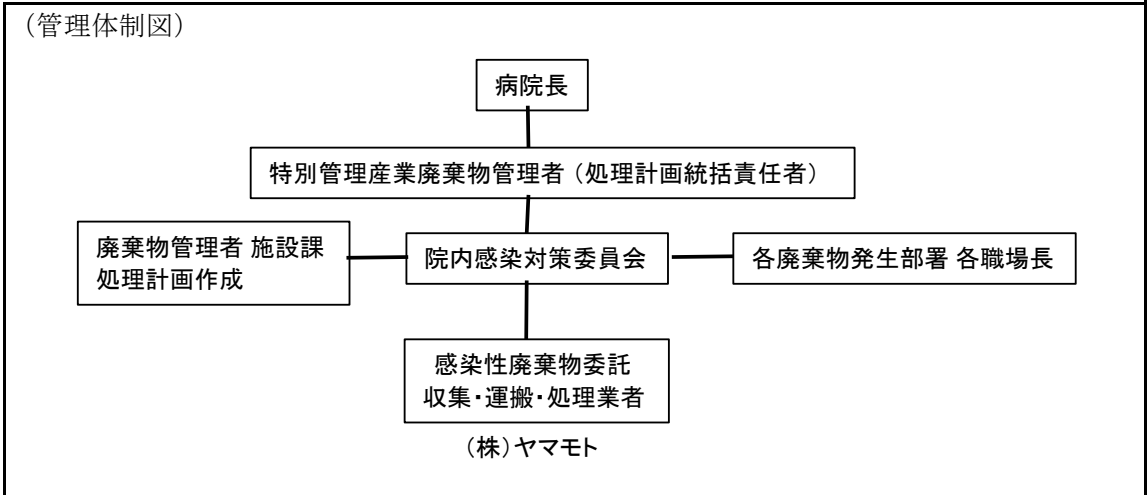 （管理体制図）
病院長
特別管理産業廃棄物管理者（処理計画統括責任者）
廃棄物管理者 施設課
処理計画作成
院内感染対策委員会
各廃棄物発生部署 各職場長
感染性廃棄物委託
収集・運搬・処理業者
（株）ヤマモト